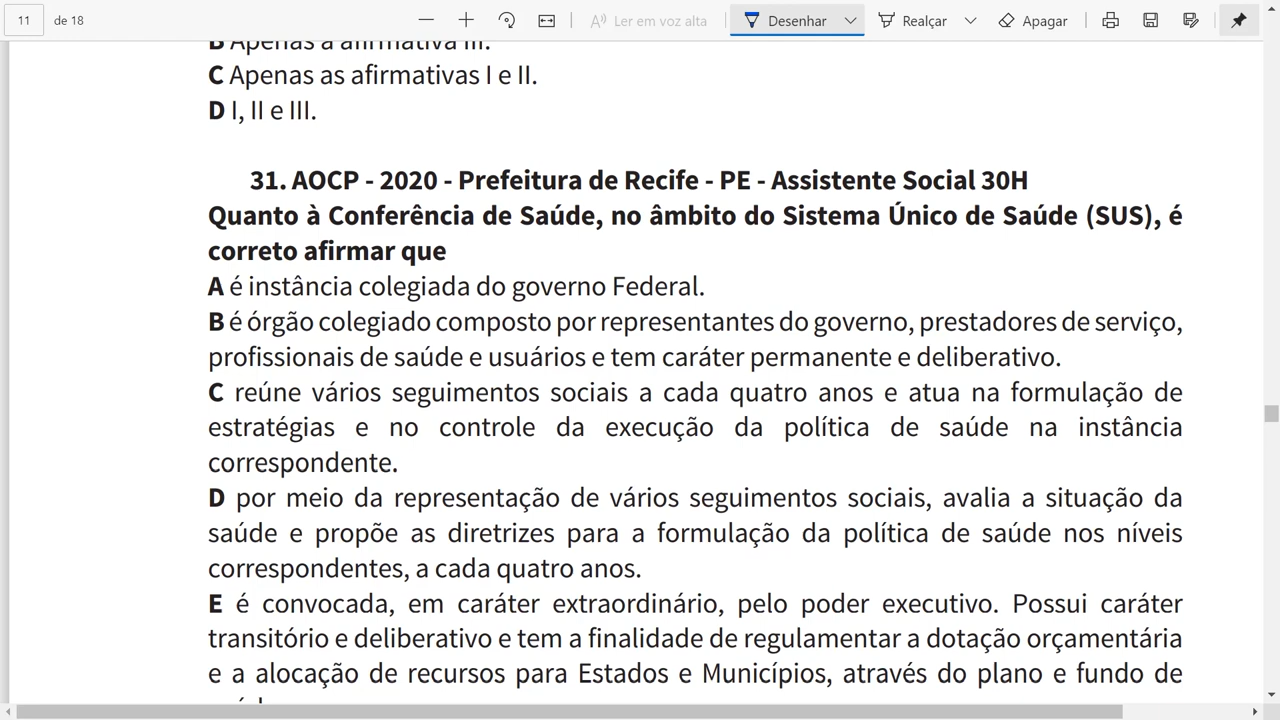 11 de 18 Ler em voz alta Desenhar Realçar Apagar
B Apenas a afirmativa III.
C Apenas as afirmativas I e II.
D I, II e III.
31. AOCP - 2020 - Prefeitura de Recife - PE - Assistente Social 30H
Quanto à Conferência de Saúde, no âmbito do Sistema Único de Saúde (SUS), é
correto afirmar que
A é instância colegiada do governo Federal.
B é órgão colegiado composto por representantes do governo, prestadores de serviço,
profissionais de saúde e usuários e tem caráter permanente e deliberativo.
C reúne vários seguimentos sociais a cada quatro anos e atua na formulação de
estratégias e no controle da execução da política de saúde na instância
correspondente.
D por meio da representação de vários seguimentos sociais, avalia a situação da
saúde e propõe as diretrizes para a formulação da política de saúde nos níveis
correspondentes, a cada quatro anos.
E é convocada, em caráter extraordinário, pelo poder executivo. Possui caráter
transitório e deliberativo e tem a finalidade de regulamentar a dotação orçamentária
e a alocação de recursos para Estados e Municípios, através do plano e fundo de